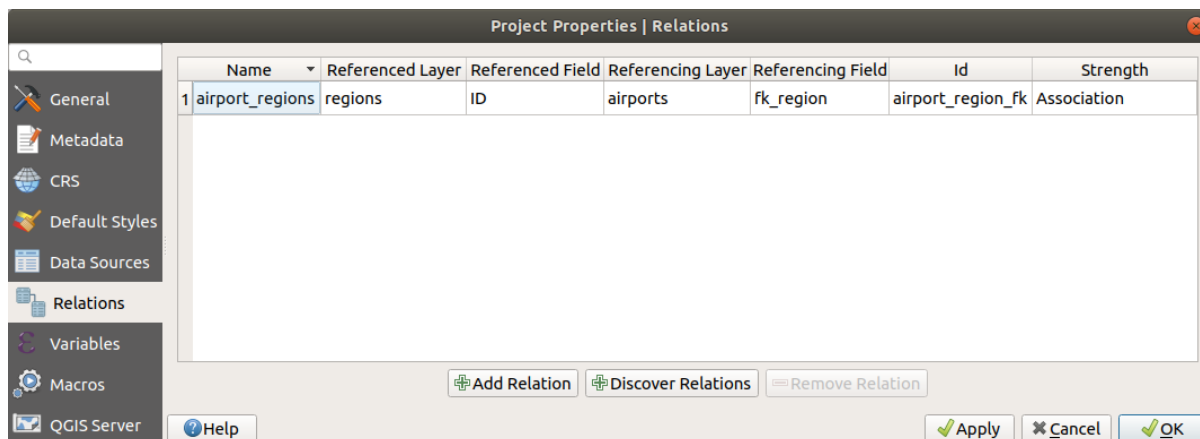 Project Properties | Relations
General
Metadata
CRS
Default Styles
Data Sources
Relations
Variables
Macros
QGIS Server
Name Referenced Layer Referenced Field Referencing Layer Referencing Field Id Strength
1 airport_regions regions ID airports fk_region airport_region_fk Association
Add Relation Discover Relations Remove Relation
Help Apply Cancel OK